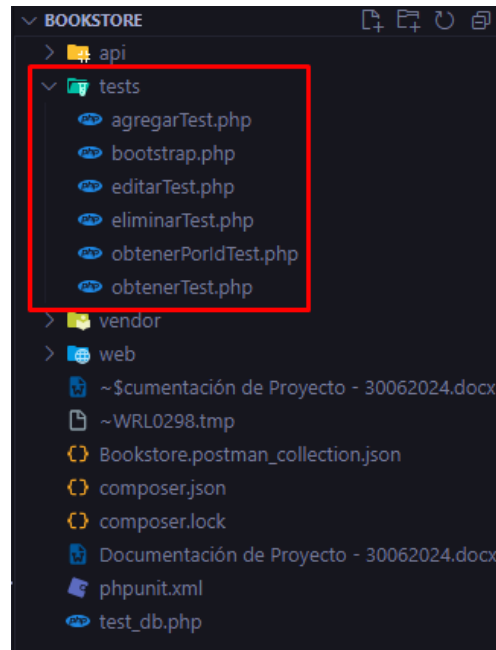 BOOKSTORE
api
tests
agregarTest.php
bootstrap.php
editarTest.php
eliminarTest.php
obtenerPorIdTest.php
obtenerTest.php
vendor
web
~$cumentación de Proyecto - 30062024.docx
~WRL0298.tmp
Bookstore.postman_collection.json
composer.json
composer.lock
Documentación de Proyecto - 30062024.docx
phpunit.xml
test_db.php